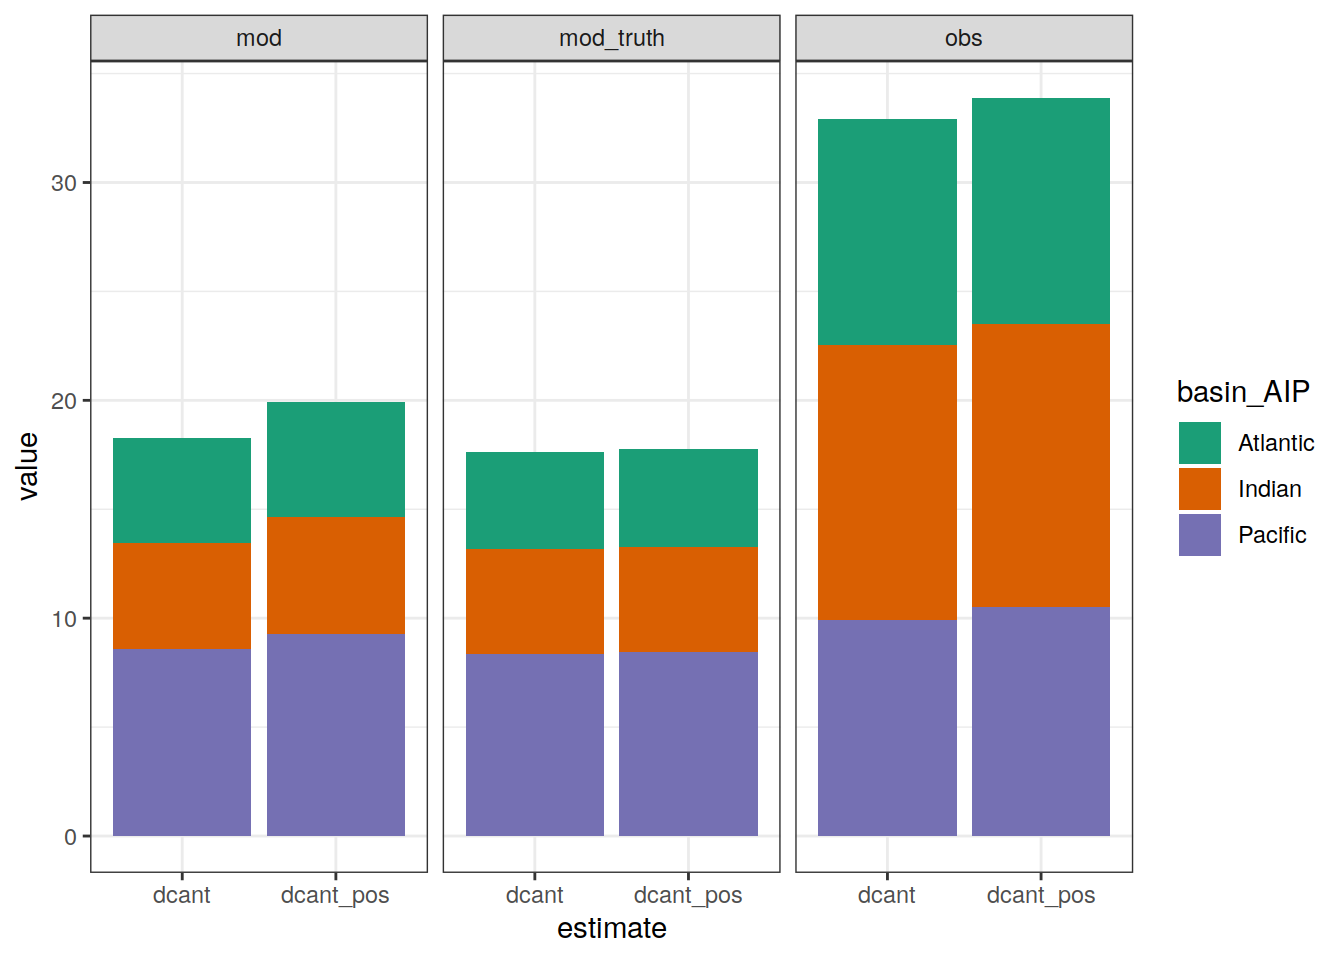 mod
mod_truth
obs
30
20
10
0
value
dcant
dcant_pos
dcant
dcant_pos
dcant
dcant_pos
estimate
basin_AIP
Atlantic
Indian
Pacific